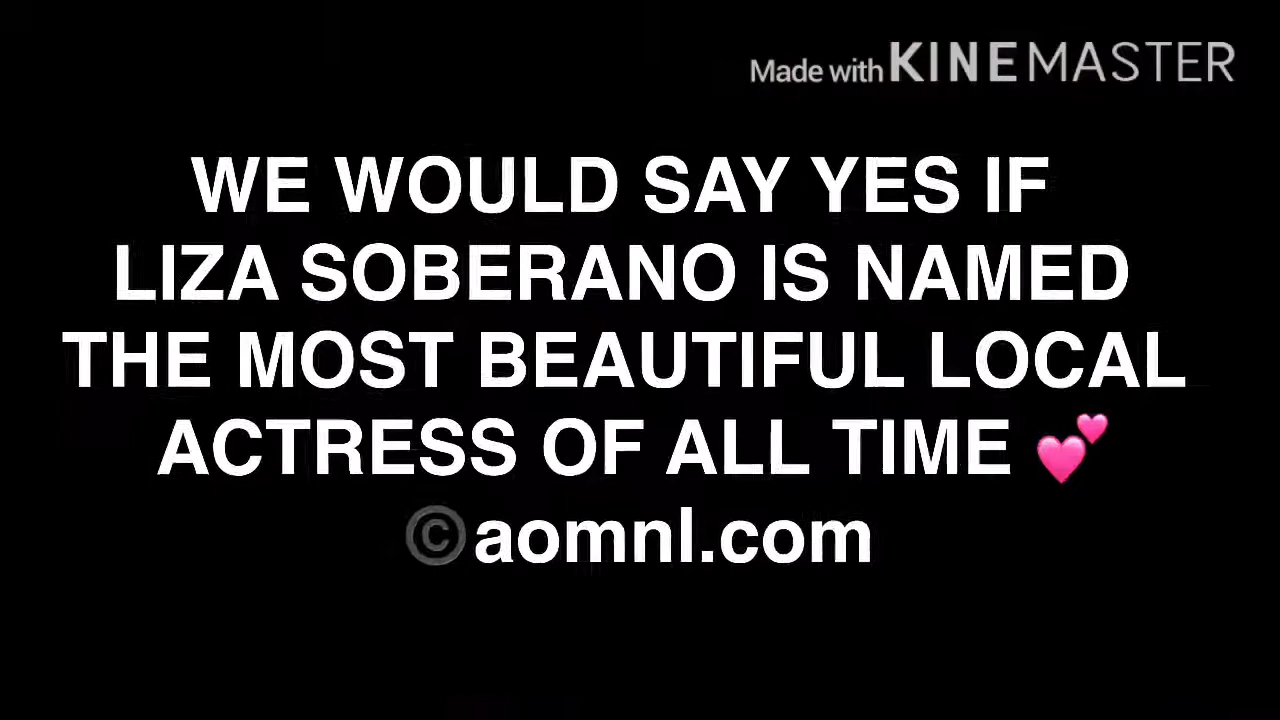 Made with KINEMASTER
WE WOULD SAY YES IF
LIZA SOBERANO IS NAMED
THE MOST BEAUTIFUL LOCAL
ACTRESS OF ALL TIME 💕
©aomnl.com